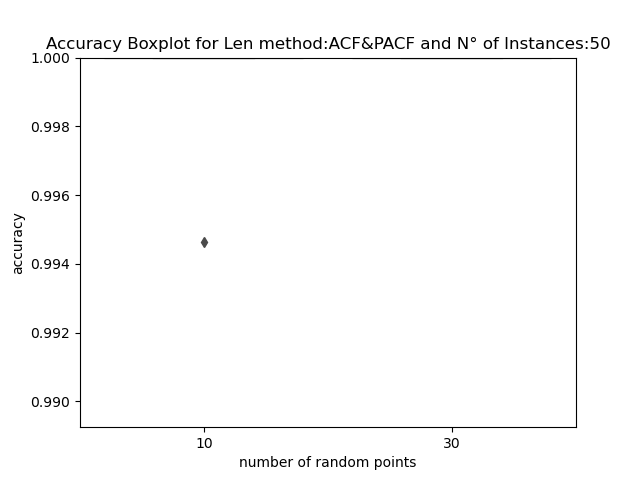 Accuracy Boxplot for Len method:ACF&PACF and N° of Instances:50
1.000
0.998
0.996
0.994
0.992
0.990
accuracy
10
30
number of random points